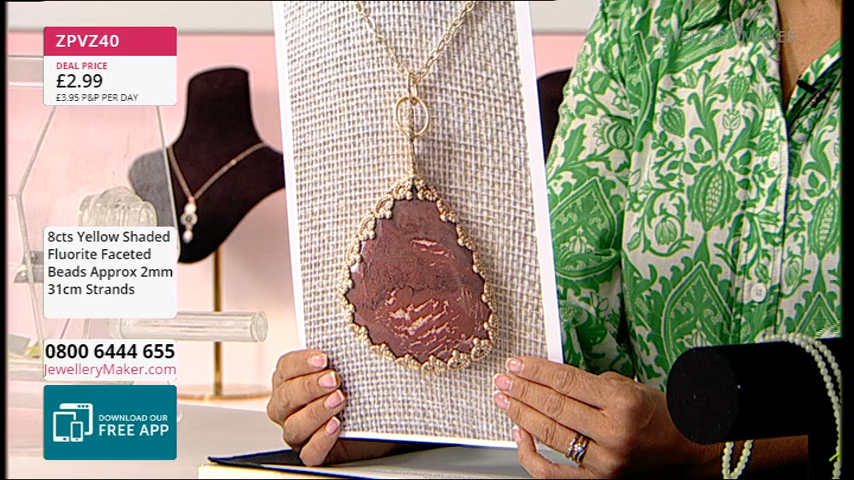 ZPVZ40
DEAL PRICE
£2.99
£3.95 P&P PER DAY
JEWELLERYMAKER
8cts Yellow Shaded
Fluorite Faceted
Beads Approx 2mm
31cm Strands
0800 6444 655
JewelleryMaker.com
DOWNLOAD OUR
FREE APP